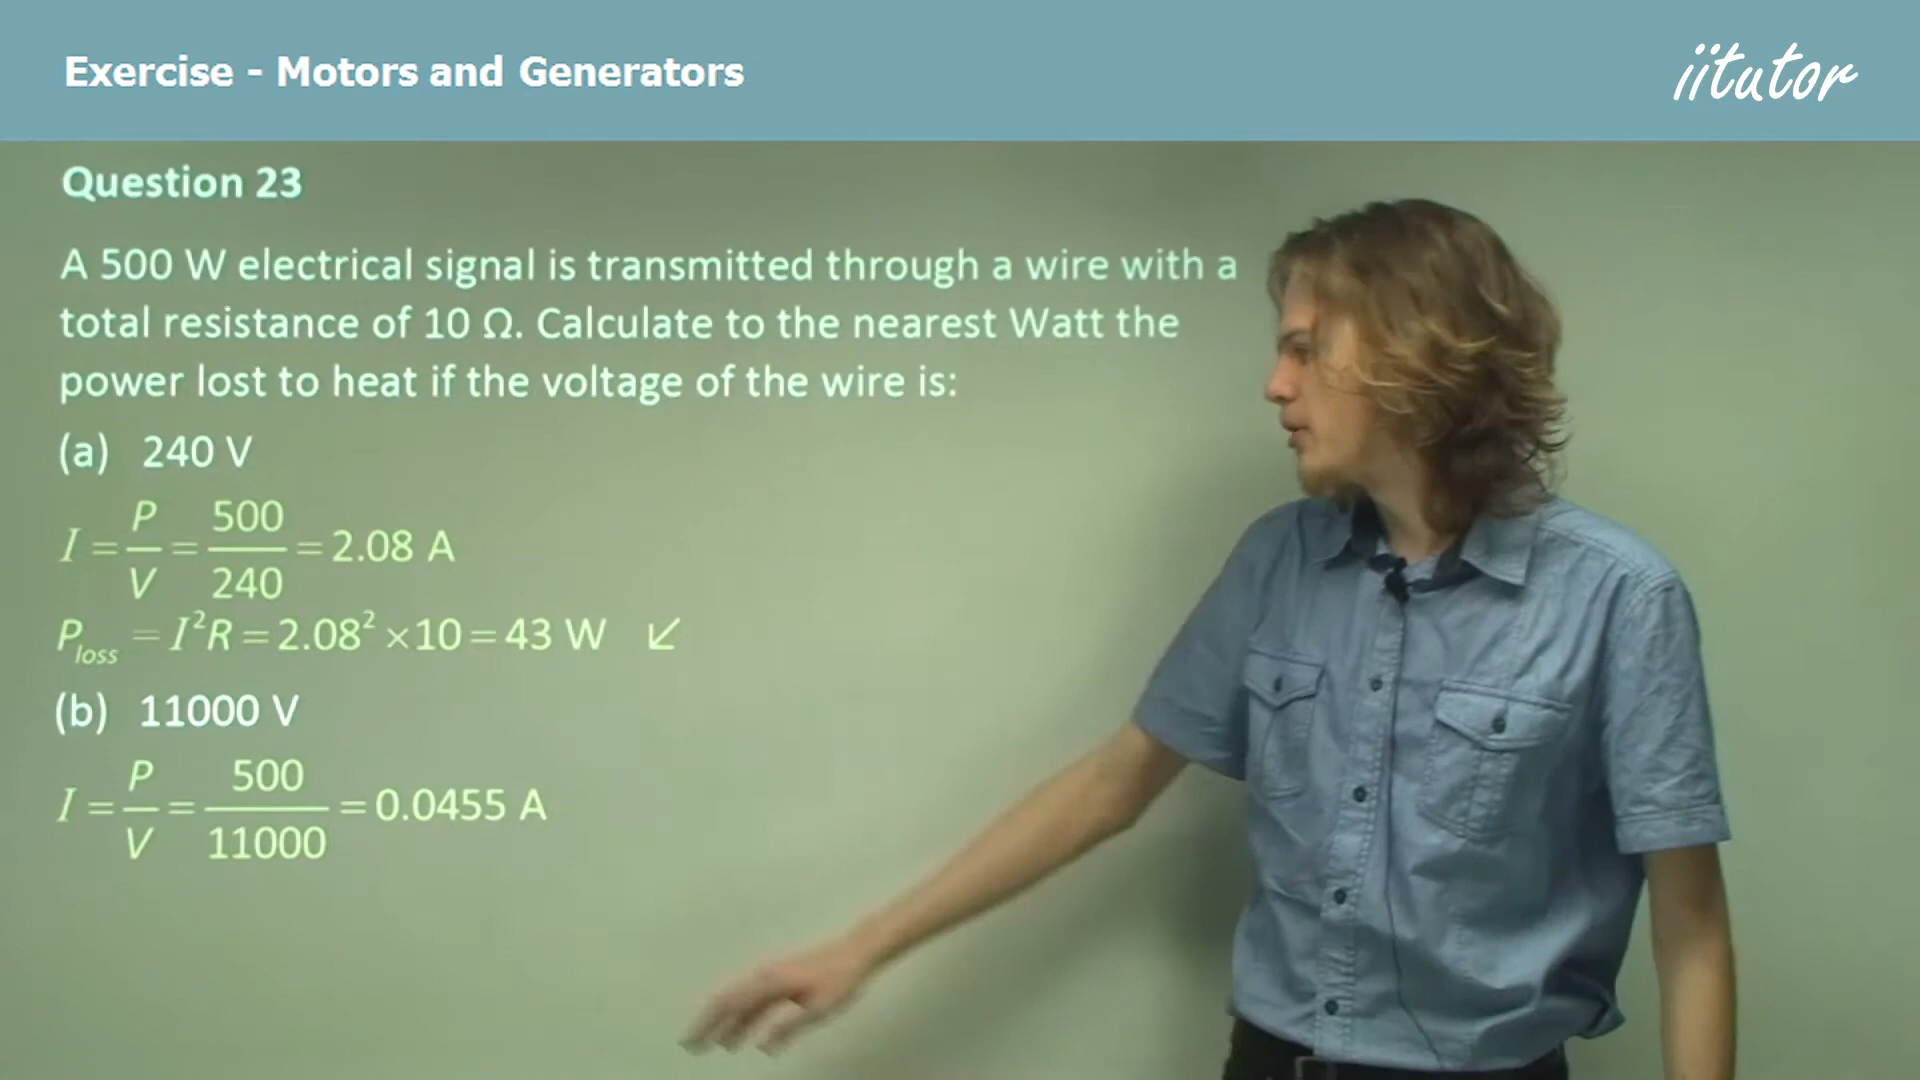 Exercise - Motors and Generators
iitutor
Question 23
A 500 W electrical signal is transmitted through a wire with a
total resistance of 10 Ω. Calculate to the nearest Watt the
power lost to heat if the voltage of the wire is:
(a) 240 V
I = P/V = 500/240 = 2.08 A
P_loss = I²R = 2.08² × 10 = 43 W ↙
(b) 11000 V
I = P/V = 500/11000 = 0.0455 A